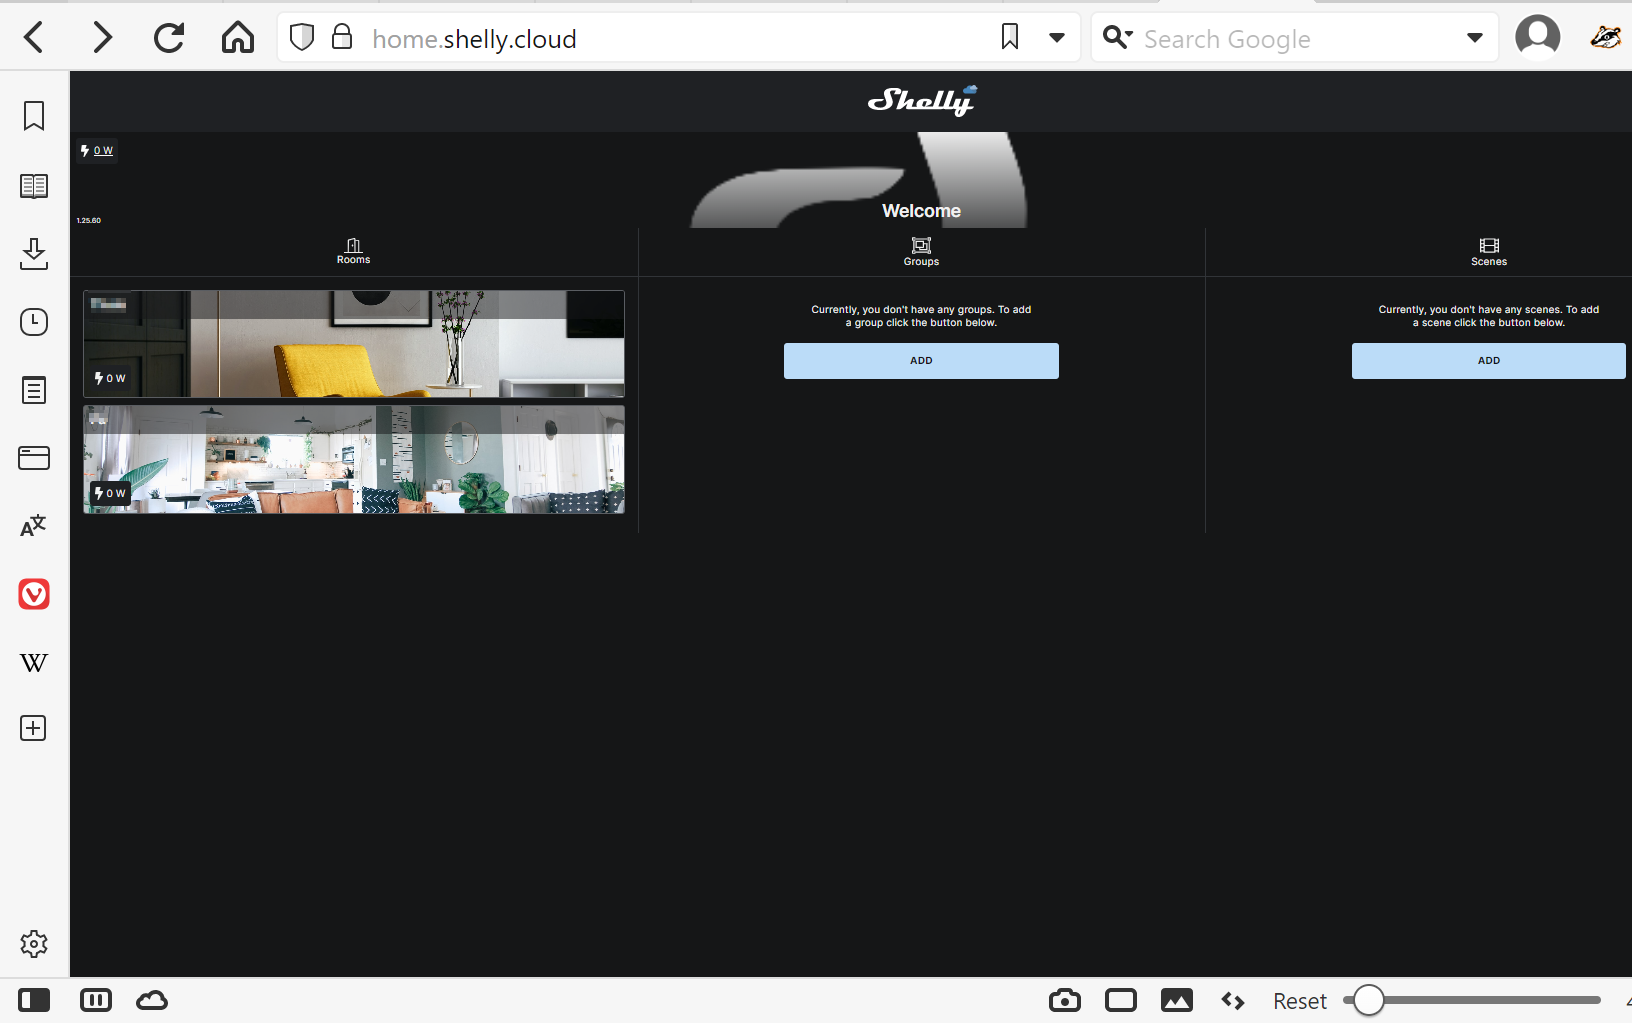 home.shelly.cloud
Search Google
Shelly
0 W
Welcome
1.25.60
Rooms
Groups
Scenes
0 W
0 W
Currently, you don't have any groups. To add
a group click the button below.
ADD
Currently, you don't have any scenes. To add
a scene click the button below.
ADD
W
Reset